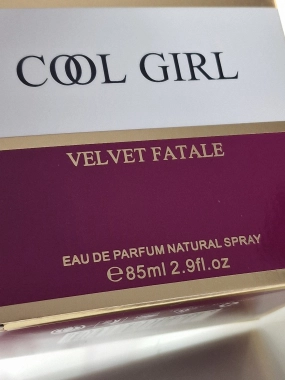 COOL GIRL
VELVET FATALE
EAU DE PARFUM NATURAL SPRAY
℮85ml 2.9fl.oz